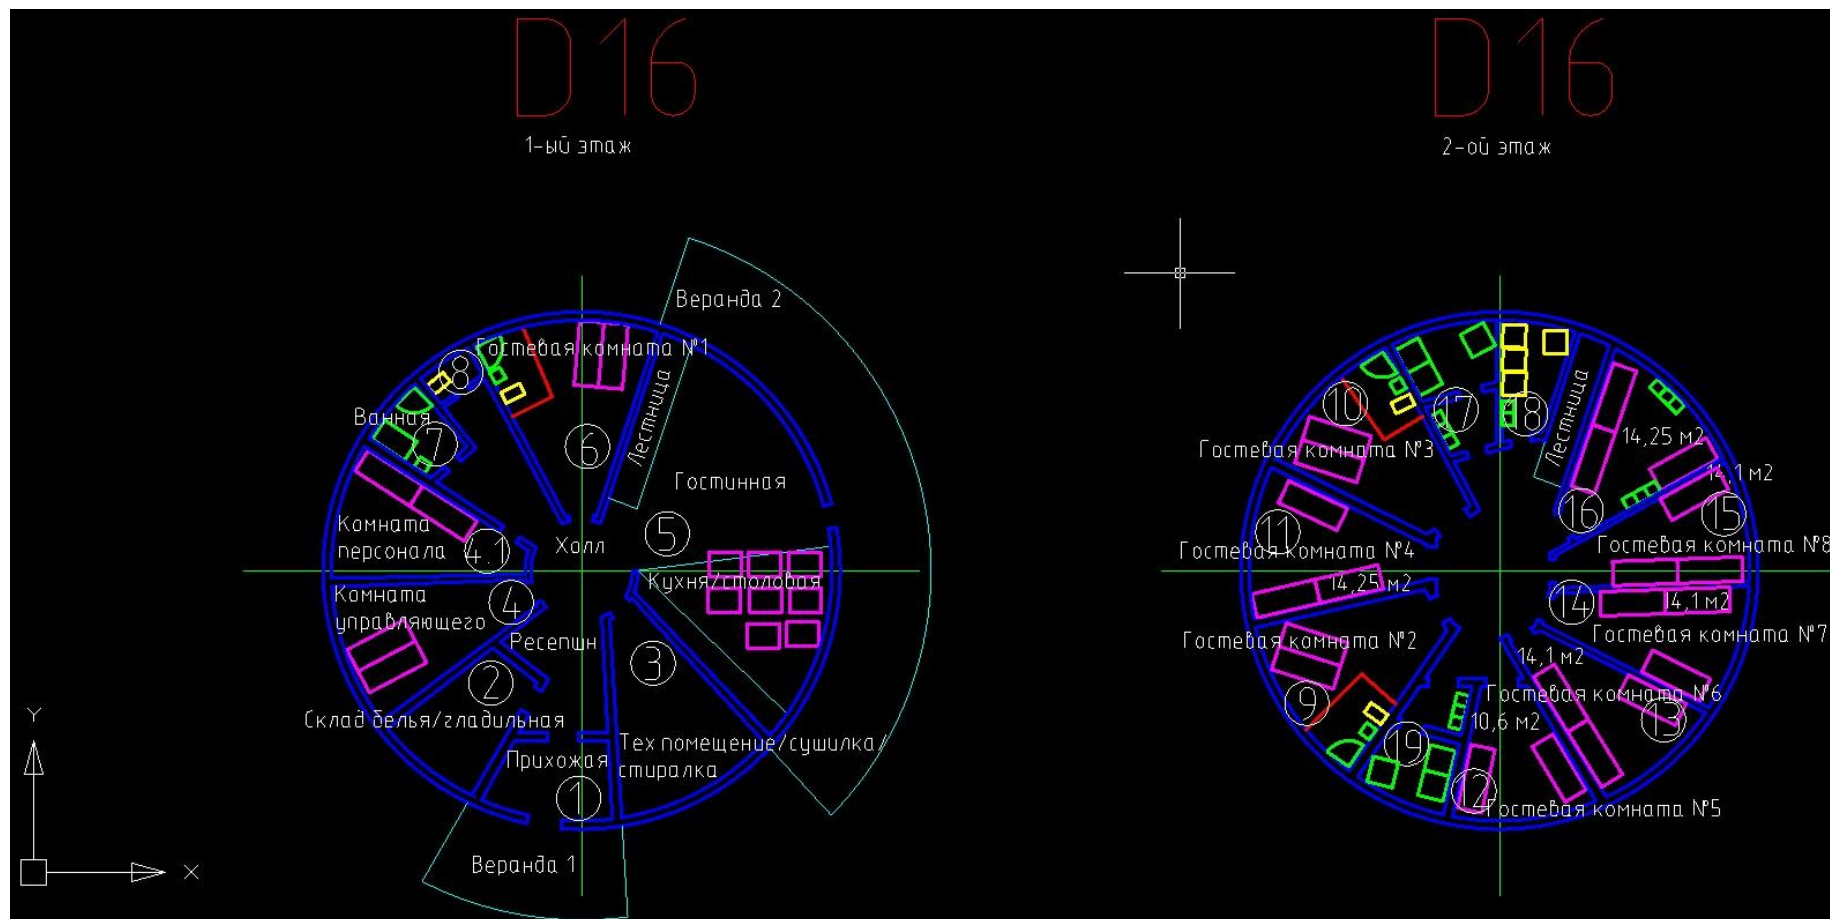 D16
1-ый этаж
Веранда 2
Гостевая комната №1
8
Ванная
7
6
Лестница
Гостинная
Комната
персонала
4.1
Холл
5
Кухня/столовая
Комната
управляющего
4
Ресепшн
2
3
Склад белья/гладильная
Прихожая
1
Тех помещение/сушилка/
стиралка
Веранда 1
Y
X
D16
2-ой этаж
10
17
18
Лестница
14,25 м2
Гостевая комната №3
14,1 м2
16
15
11
Гостевая комната №4
Гостевая комната №8
14,25 м2
14
14,1 м2
Гостевая комната №2
Гостевая комната №7
14,1 м2
9
Гостевая комната №6
10,6 м2
13
19
12
Гостевая комната №5